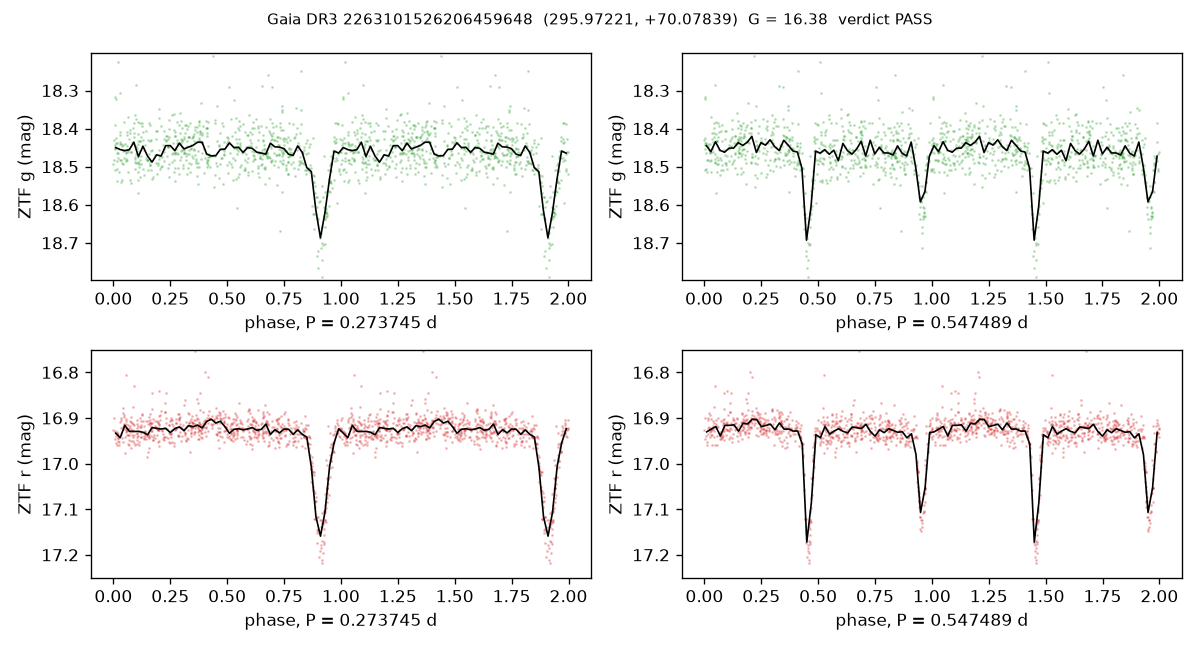 Gaia DR3 2263101526206459648 (295.97221, +70.07839) G = 16.38 verdict PASS
ZTF g (mag)
18.3
18.4
18.5
18.6
18.7
0.00 0.25 0.50 0.75 1.00 1.25 1.50 1.75 2.00
phase, P = 0.273745 d
ZTF g (mag)
18.3
18.4
18.5
18.6
18.7
0.00 0.25 0.50 0.75 1.00 1.25 1.50 1.75 2.00
phase, P = 0.547489 d
ZTF r (mag)
16.8
16.9
17.0
17.1
17.2
0.00 0.25 0.50 0.75 1.00 1.25 1.50 1.75 2.00
phase, P = 0.273745 d
ZTF r (mag)
16.8
16.9
17.0
17.1
17.2
0.00 0.25 0.50 0.75 1.00 1.25 1.50 1.75 2.00
phase, P = 0.547489 d